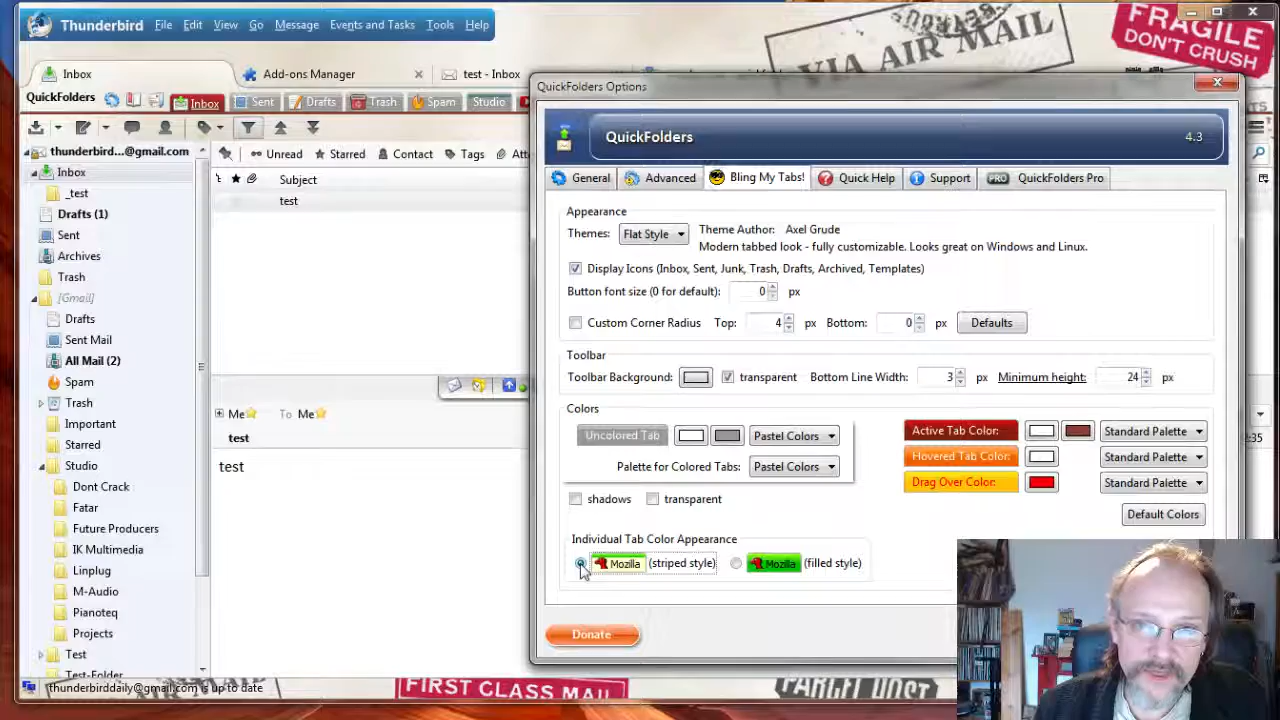 FRAGILE
DON'T CRUSH
VIA AIR MAIL
Thunderbird File Edit View Go Message Events and Tasks Tools Help
Inbox Add-ons Manager test - Inbox
QuickFolders Inbox Sent Drafts Trash Spam Studio
Unread Starred Contact Tags
thunderbird...@gmail.com
Inbox
_test
Drafts (1)
Sent
Archives
Trash
[Gmail]
Drafts
Sent Mail
All Mail (2)
Spam
Trash
Important
Starred
Studio
Dont Crack
Fatar
Future Producers
IK Multimedia
Linplug
M-Audio
Pianoteq
Projects
Test
Test-Folder
Subject
test
Me To Me
test
test
thunderbirddaily@gmail.com is up to date
FIRST CLASS MAIL
QuickFolders Options
QuickFolders 4.3
General Advanced Bling My Tabs! Quick Help Support PRO QuickFolders Pro
Appearance
Themes: Flat Style Theme Author: Axel Grude
Modern tabbed look - fully customizable. Looks great on Windows and Linux.
Display Icons (Inbox, Sent, Junk, Trash, Drafts, Archived, Templates)
Button font size (0 for default): 0 px
Custom Corner Radius Top: 4 px Bottom: 0 px Defaults
Toolbar
Toolbar Background: transparent Bottom Line Width: 3 px Minimum height: 24 px
Colors
Uncolored Tab Pastel Colors
Palette for Colored Tabs: Pastel Colors
shadows transparent
Active Tab Color: Standard Palette
Hovered Tab Color: Standard Palette
Drag Over Color: Standard Palette
Default Colors
Individual Tab Color Appearance
Mozilla (striped style) Mozilla (filled style)
Donate